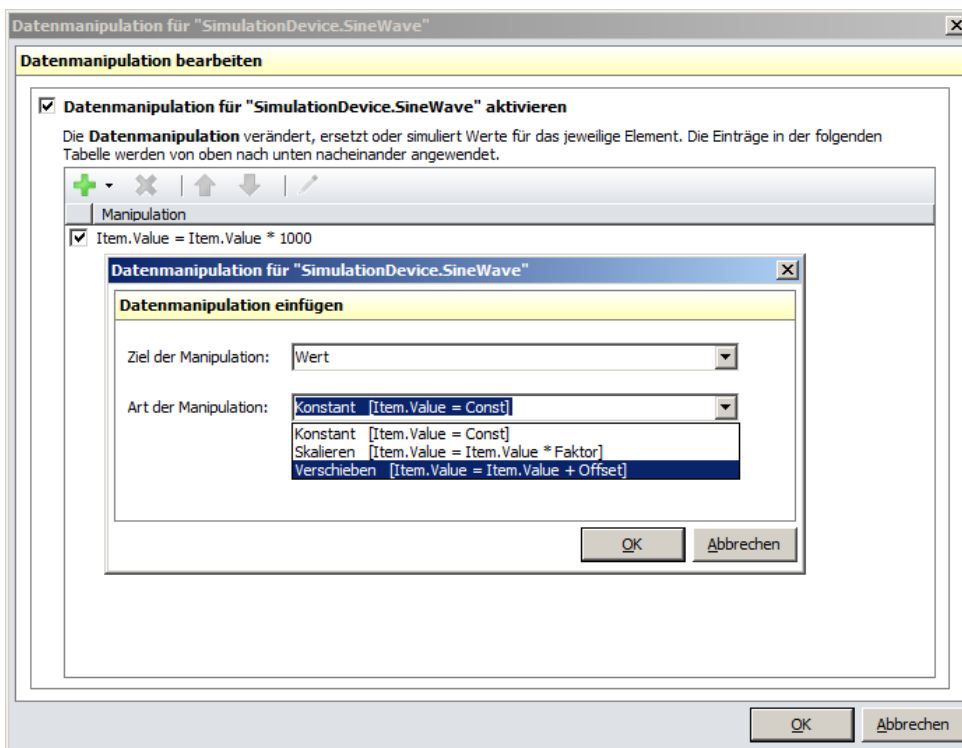 Datenmanipulation für "SimulationDevice.SineWave"
Datenmanipulation bearbeiten
Datenmanipulation für "SimulationDevice.SineWave" aktivieren
Die Datenmanipulation verändert, ersetzt oder simuliert Werte für das jeweilige Element. Die Einträge in der folgenden
Tabelle werden von oben nach unten nacheinander angewendet.
Manipulation
Item.Value = Item.Value * 1000
Datenmanipulation für "SimulationDevice.SineWave"
Datenmanipulation einfügen
Ziel der Manipulation: Wert
Art der Manipulation: Konstant [Item.Value = Const]
Konstant [Item.Value = Const]
Skalieren [Item.Value = Item.Value * Faktor]
Verschieben [Item.Value = Item.Value + Offset]
OK Abbrechen
OK Abbrechen